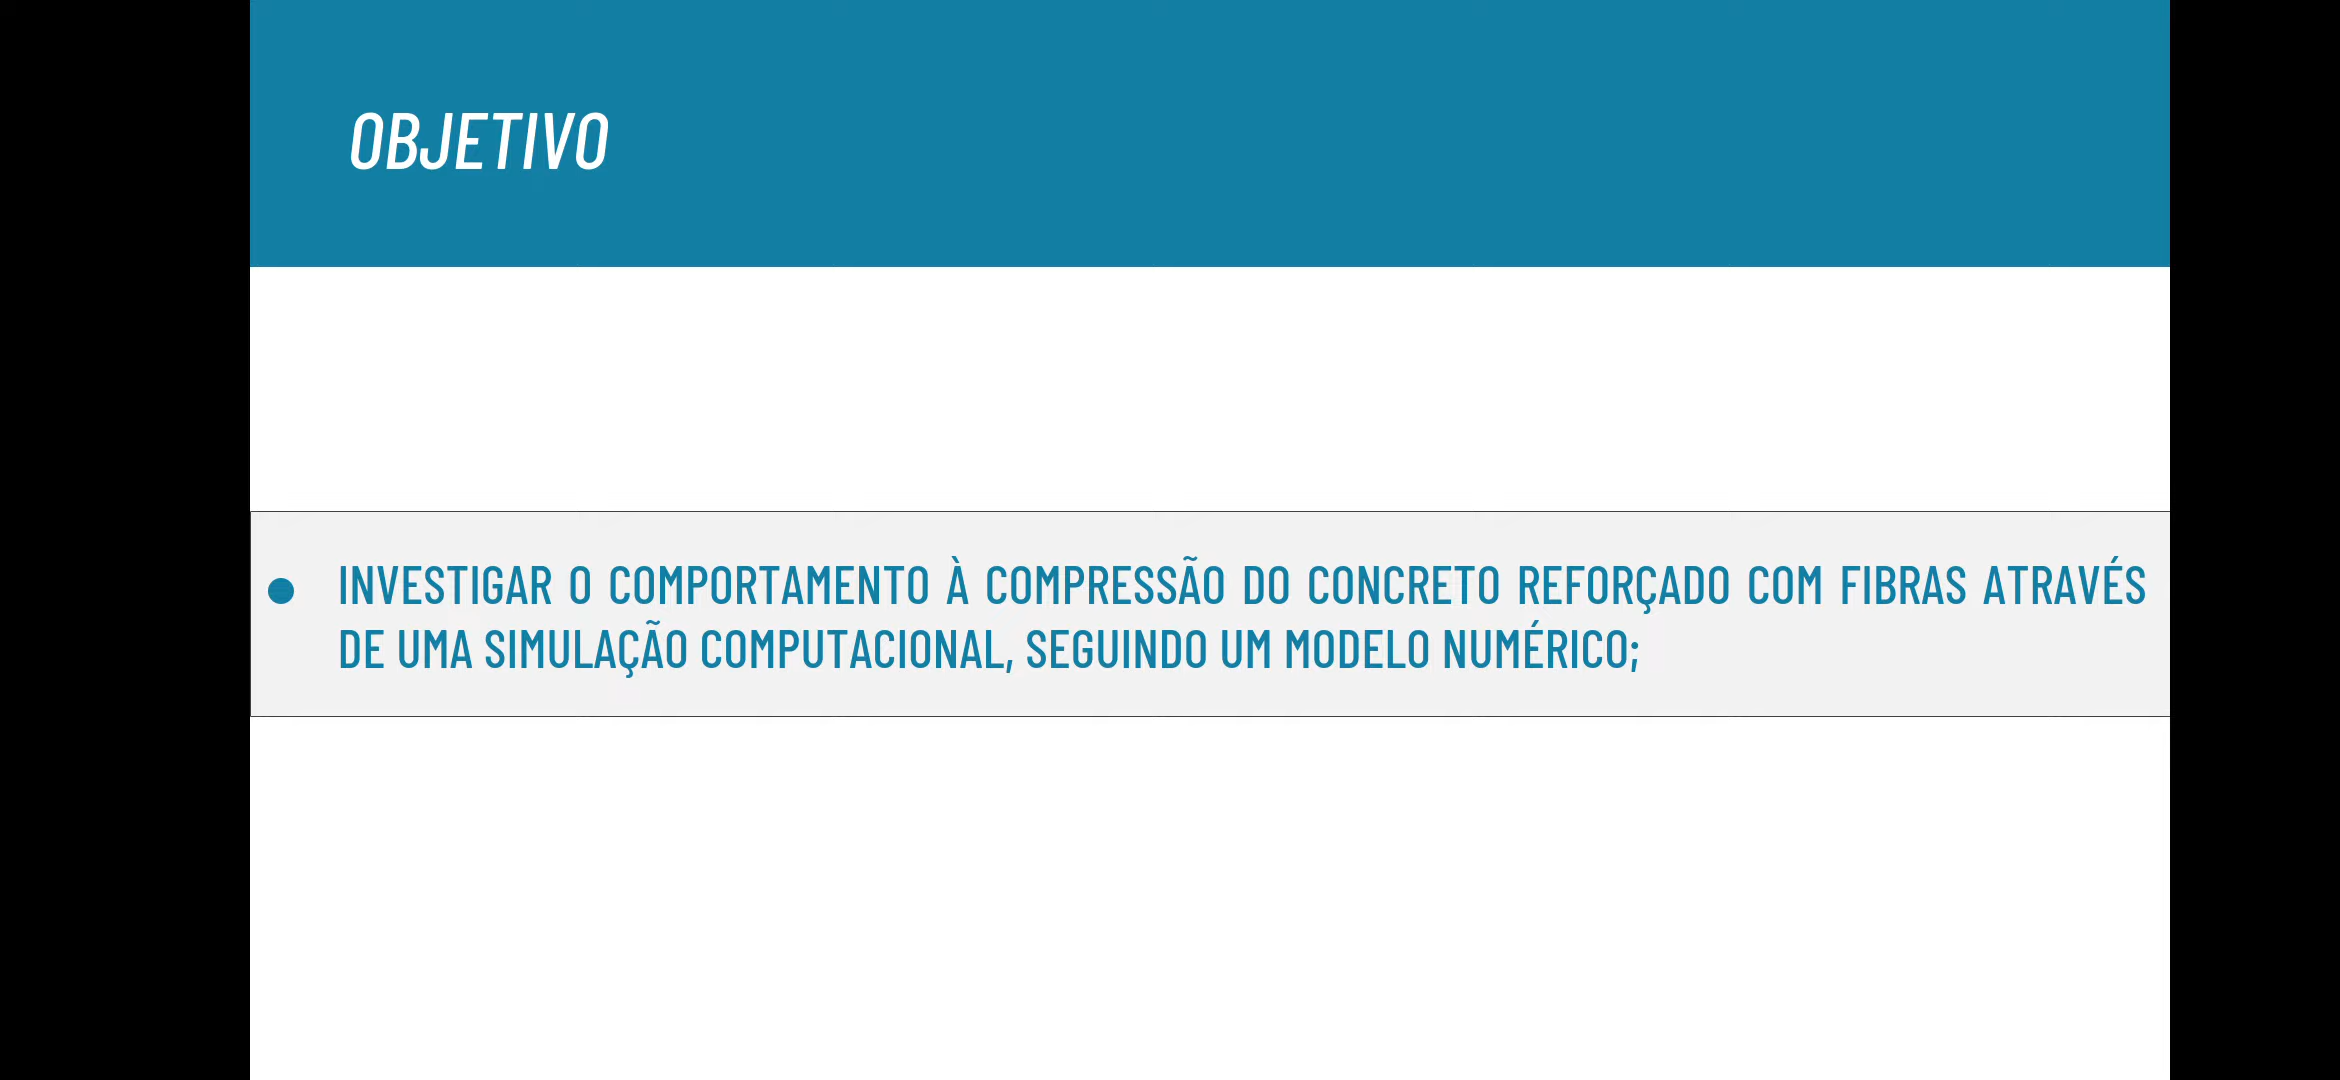 OBJETIVO
● INVESTIGAR O COMPORTAMENTO À COMPRESSÃO DO CONCRETO REFORÇADO COM FIBRAS ATRAVÉS
DE UMA SIMULAÇÃO COMPUTACIONAL, SEGUINDO UM MODELO NUMÉRICO;